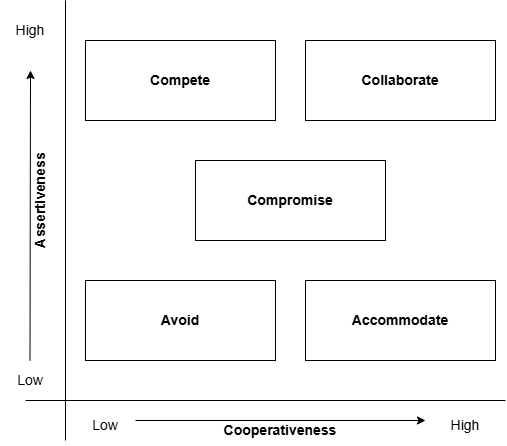 High
Compete
Collaborate
Assertiveness
Compromise
Avoid
Accommodate
Low
Low
Cooperativeness
High